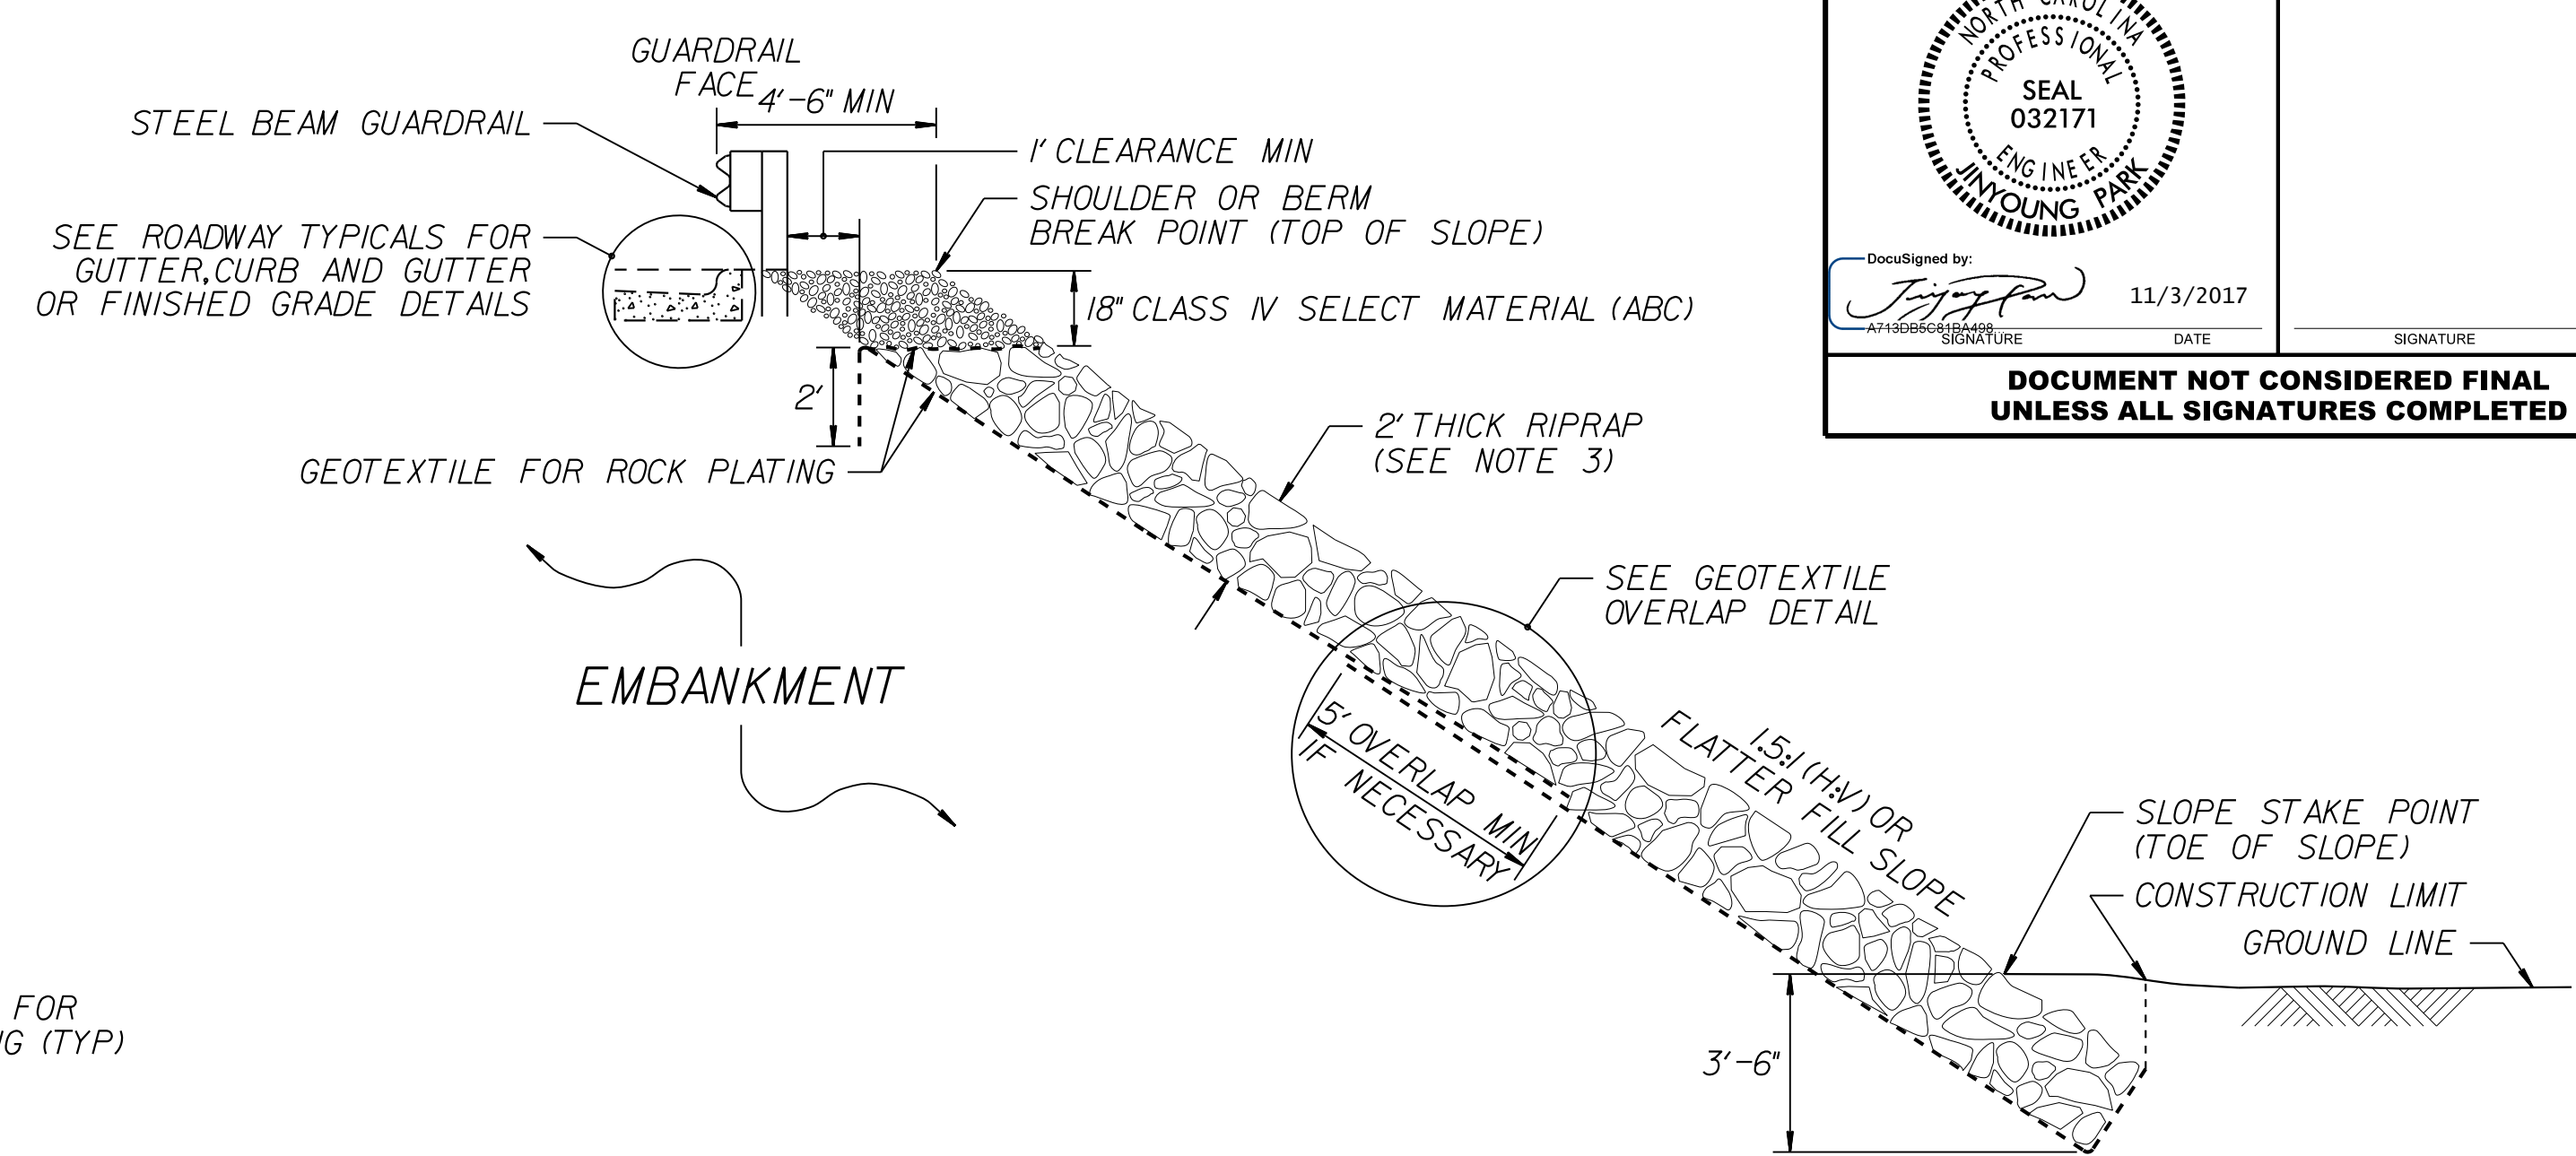 GUARDRAIL
FACE
4'-6" MIN
STEEL BEAM GUARDRAIL
1' CLEARANCE MIN
SHOULDER OR BERM
BREAK POINT (TOP OF SLOPE)
SEE ROADWAY TYPICALS FOR
GUTTER, CURB AND GUTTER
OR FINISHED GRADE DETAILS
18" CLASS IV SELECT MATERIAL (ABC)
2'
GEOTEXTILE FOR ROCK PLATING
2' THICK RIPRAP
(SEE NOTE 3)
SEE GEOTEXTILE
OVERLAP DETAIL
EMBANKMENT
5' OVERLAP MIN
IF NECESSARY
1.5:1 (H:V) OR
FLATTER FILL SLOPE
SLOPE STAKE POINT
(TOE OF SLOPE)
CONSTRUCTION LIMIT
GROUND LINE
3'-6"
FOR
NG (TYP)
NORTH CAROLINA
PROFESSIONAL
SEAL
032171
ENGINEER
JINYOUNG PARK
DocuSigned by:
11/3/2017
A713DB5C81BA498...
SIGNATURE
DATE
SIGNATURE
DOCUMENT NOT CONSIDERED FINAL
UNLESS ALL SIGNATURES COMPLETED